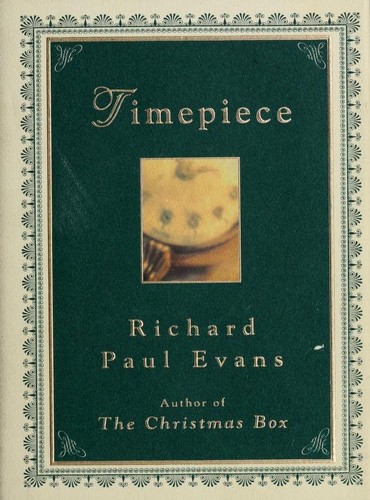 Timepiece
Richard
Paul Evans
Author of
The Christmas Box